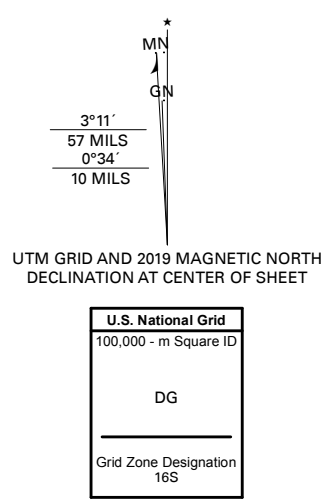 MN
GN
3°11´
57 MILS
0°34´
10 MILS
UTM GRID AND 2019 MAGNETIC NORTH
DECLINATION AT CENTER OF SHEET
U.S. National Grid
100,000 - m Square ID
DG
Grid Zone Designation
16S